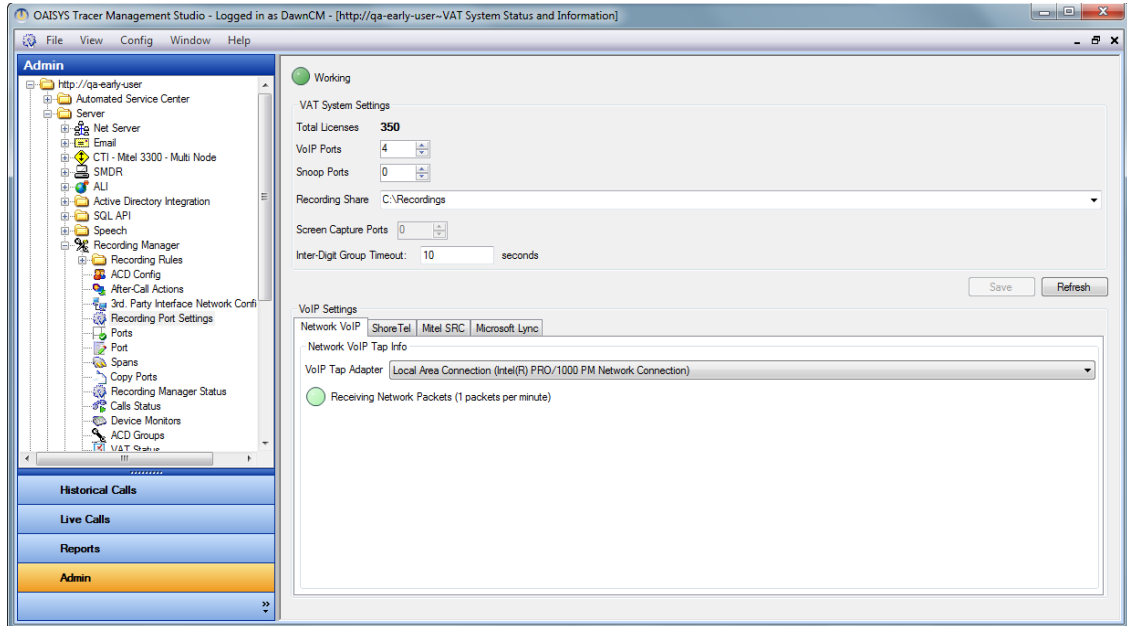 OAISYS Tracer Management Studio - Logged in as DawnCM - [http://qa-early-user~VAT System Status and Information]
File View Config Window Help
Admin
http://qa-early-user
Automated Service Center
Server
Net Server
Email
CTI - Mitel 3300 - Multi Node
SMDR
ALI
Active Directory Integration
SQL API
Speech
Recording Manager
Recording Rules
ACD Config
After-Call Actions
3rd. Party Interface Network Confi
Recording Port Settings
Ports
Port
Spans
Copy Ports
Recording Manager Status
Calls Status
Device Monitors
ACD Groups
VAT Status
Historical Calls
Live Calls
Reports
Admin
Working
VAT System Settings
Total Licenses 350
VoIP Ports 4
Snoop Ports 0
Recording Share C:\Recordings
Screen Capture Ports 0
Inter-Digit Group Timeout: 10 seconds
Save Refresh
VoIP Settings
Network VoIP ShoreTel Mitel SRC Microsoft Lync
Network VoIP Tap Info
VoIP Tap Adapter Local Area Connection (Intel(R) PRO/1000 PM Network Connection)
Receiving Network Packets (1 packets per minute)